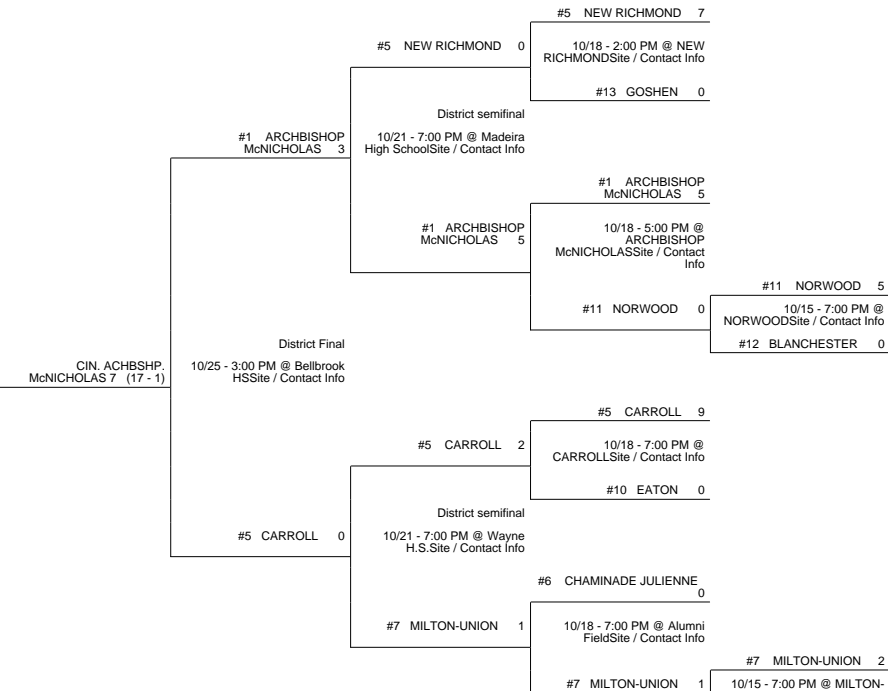 #5 NEW RICHMOND 7
#5 NEW RICHMOND 0
10/18 - 2:00 PM @ NEW
RICHMONDSite / Contact Info
#13 GOSHEN 0
District semifinal
10/21 - 7:00 PM @ Madeira
High SchoolSite / Contact Info
#1 ARCHBISHOP
McNICHOLAS 3
#1 ARCHBISHOP
McNICHOLAS 5
#1 ARCHBISHOP
McNICHOLAS 5
10/18 - 5:00 PM @
ARCHBISHOP
McNICHOLASSite / Contact
Info
#11 NORWOOD 5
#11 NORWOOD 0
10/15 - 7:00 PM @
NORWOODSite / Contact Info
#12 BLANCHESTER 0
District Final
10/25 - 3:00 PM @ Bellbrook
HSSite / Contact Info
CIN. ACHBSHP.
McNICHOLAS 7 (17 - 1)
#5 CARROLL 9
#5 CARROLL 2
10/18 - 7:00 PM @
CARROLLSite / Contact Info
#10 EATON 0
District semifinal
10/21 - 7:00 PM @ Wayne
H.S.Site / Contact Info
#5 CARROLL 0
#6 CHAMINADE JULIENNE
0
#7 MILTON-UNION 1
10/18 - 7:00 PM @ Alumni
FieldSite / Contact Info
#7 MILTON-UNION 2
#7 MILTON-UNION 1
10/15 - 7:00 PM @ MILTON-